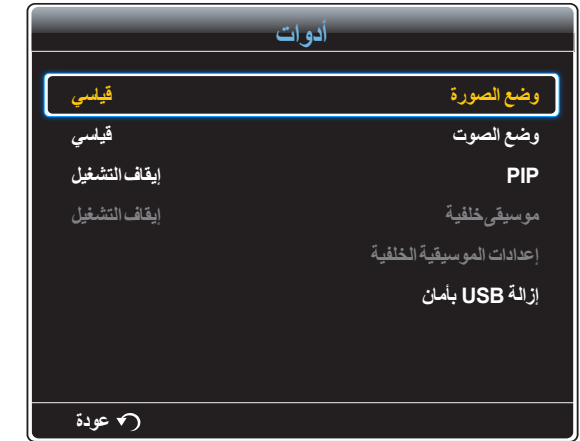 أدوات
وضع الصورة قياسي
وضع الصوت قياسي
PIP إيقاف التشغيل
موسيقى خلفية إيقاف التشغيل
إعدادات الموسيقية الخلفية
إزالة USB بأمان
عودة